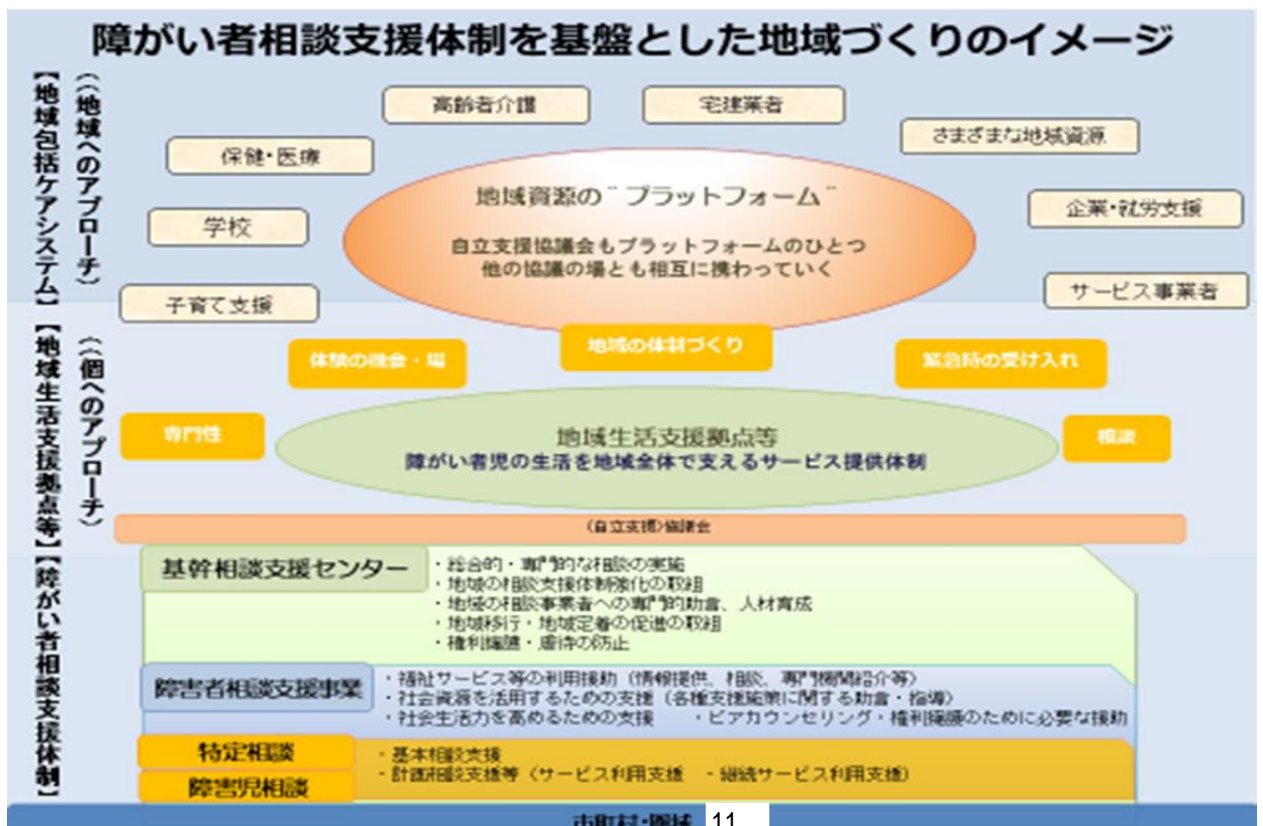 障がい者相談支援体制を基盤とした地域づくりのイメージ
【地域包括ケアシステム】
（（地域へのアプローチ）
高齢者介護
宅建業者
さまざまな地域資源
保健・医療
学校
子育て支援
企業・就労支援
サービス事業者
地域資源の¨プラットフォーム¨
自立支援協議会もプラットフォームのひとつ
他の協議の場とも相互に携わっていく
【地域生活支援拠点等】
（（個へのアプローチ）
体験の機会・場
地域の体制づくり
緊急時の受け入れ
専門性
相談
地域生活支援拠点等
障がい者児の生活を地域全体で支えるサービス提供体制
（自立支援）協議会
【障がい者相談支援体制】
基幹相談支援センター
・総合的・専門的な相談の実施
・地域の相談支援体制強化の取組
・地域の相談事業者への専門的助言、人材育成
・地域移行・地域定着の促進の取組
・権利擁護・虐待の防止
障害者相談支援事業
・福祉サービス等の利用援助（情報提供、相談、専門機関紹介等）
・社会資源を活用するための支援（各種支援施策に関する助言・指導）
・社会生活力を高めるための支援　・ピアカウンセリング・権利擁護のために必要な援助
特定相談
障害児相談
・基本相談支援
・計画相談支援等（サービス利用支援　・継続サービス利用支援）
市町村・圏域
11